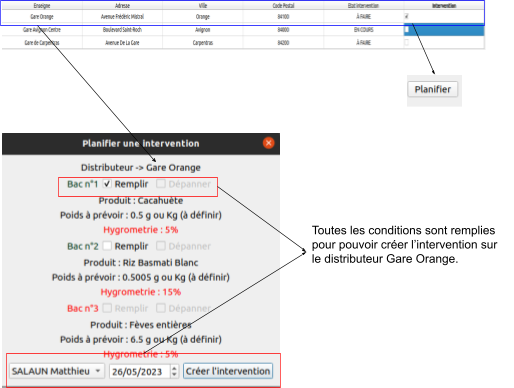 Enseigne Adresse Ville Code Postal Etat Intervention Intervention
Gare Orange Avenue Frédéric Mistral Orange 84100 À FAIRE
Gare Avignon Centre Boulevard Saint-Roch Avignon 84000 EN COURS
Gare de Carpentras Avenue De La Gare Carpentras 84200 À FAIRE
Planifier
Planifier une intervention
Distributeur -> Gare Orange
Bac n°1 Remplir Dépanner
Produit : Cacahuète
Poids à prévoir : 0.5 g ou Kg (à définir)
Hygrometrie : 5%
Bac n°2 Remplir Dépanner
Produit : Riz Basmati Blanc
Poids à prévoir : 0.5005 g ou Kg (à définir)
Hygrometrie : 15%
Bac n°3 Remplir Dépanner
Produit : Fèves entières
Poids à prévoir : 6.5 g ou Kg (à définir)
Hygrometrie : 5%
SALAUN Matthieu 26/05/2023 Créer l'intervention
Toutes les conditions sont remplies
pour pouvoir créer l'intervention sur
le distributeur Gare Orange.